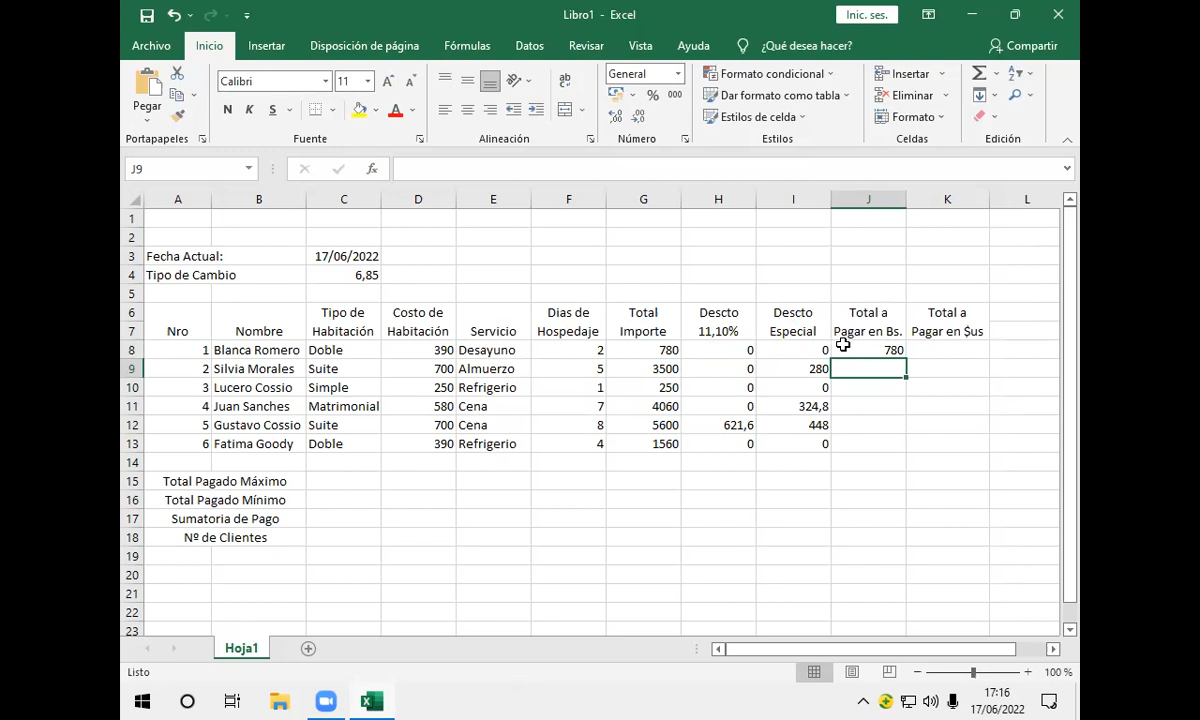 Libro1 - Excel
Inic. ses.
Archivo Inicio Insertar Disposición de página Fórmulas Datos Revisar Vista Ayuda ¿Qué desea hacer? Compartir
Pegar
Calibri 11
N K S
ab
General
% 000
Formato condicional
Dar formato como tabla
Estilos de celda
Insertar
Eliminar
Formato
Portapapeles Fuente Alineación Número Estilos Celdas Edición
J9
fx
A B C D E F G H I J K L
1
2
3 Fecha Actual: 17/06/2022
4 Tipo de Cambio 6,85
5
6 Tipo de Costo de Dias de Total Descto Descto Total a Total a
7 Nro Nombre Habitación Habitación Servicio Hospedaje Importe 11,10% Especial Pagar en Bs. Pagar en $us
8 1 Blanca Romero Doble 390 Desayuno 2 780 0 0 780
9 2 Silvia Morales Suite 700 Almuerzo 5 3500 0 280
10 3 Lucero Cossio Simple 250 Refrigerio 1 250 0 0
11 4 Juan Sanches Matrimonial 580 Cena 7 4060 0 324,8
12 5 Gustavo Cossio Suite 700 Cena 8 5600 621,6 448
13 6 Fatima Goody Doble 390 Refrigerio 4 1560 0 0
14
15 Total Pagado Máximo
16 Total Pagado Mínimo
17 Sumatoria de Pago
18 Nº de Clientes
19
20
21
22
23
Hoja1
Listo
100 %
17:16
17/06/2022